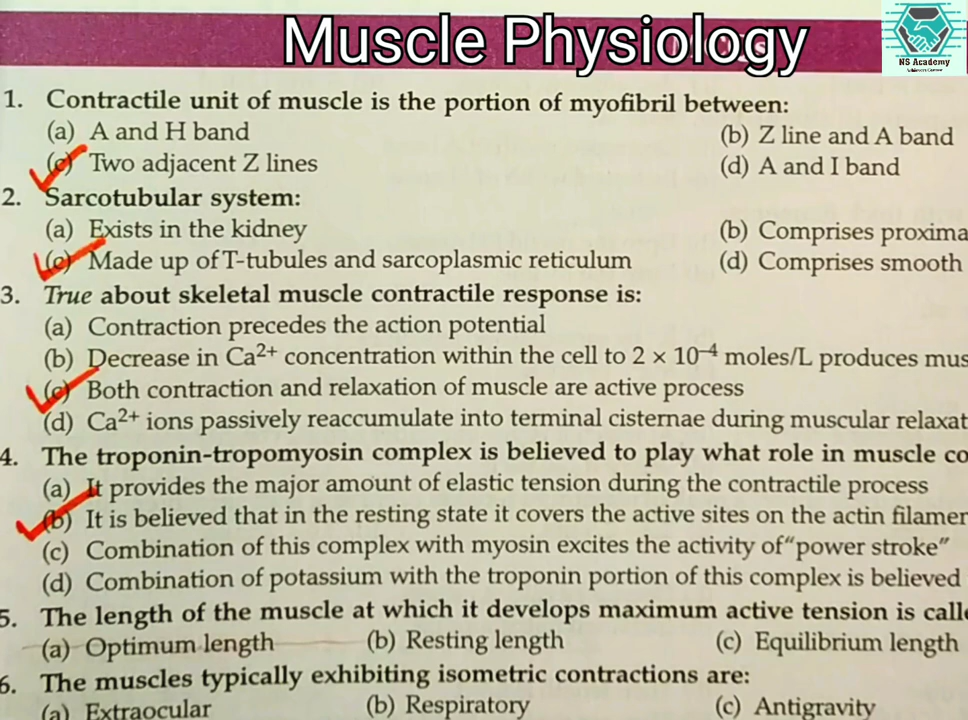 Muscle Physiology
NS Academy
1. Contractile unit of muscle is the portion of myofibril between:
(a) A and H band (b) Z line and A band
(c) Two adjacent Z lines (d) A and I band
2. Sarcotubular system:
(a) Exists in the kidney (b) Comprises proxima
(c) Made up of T-tubules and sarcoplasmic reticulum (d) Comprises smooth
3. True about skeletal muscle contractile response is:
(a) Contraction precedes the action potential
(b) Decrease in Ca²⁺ concentration within the cell to 2 × 10⁻⁴ moles/L produces mus
(c) Both contraction and relaxation of muscle are active process
(d) Ca²⁺ ions passively reaccumulate into terminal cisternae during muscular relaxat
4. The troponin-tropomyosin complex is believed to play what role in muscle co
(a) It provides the major amount of elastic tension during the contractile process
(b) It is believed that in the resting state it covers the active sites on the actin filamen
(c) Combination of this complex with myosin excites the activity of "power stroke"
(d) Combination of potassium with the troponin portion of this complex is believed
5. The length of the muscle at which it develops maximum active tension is calle
(a) Optimum length (b) Resting length (c) Equilibrium length
6. The muscles typically exhibiting isometric contractions are:
(a) Extraocular (b) Respiratory (c) Antigravity